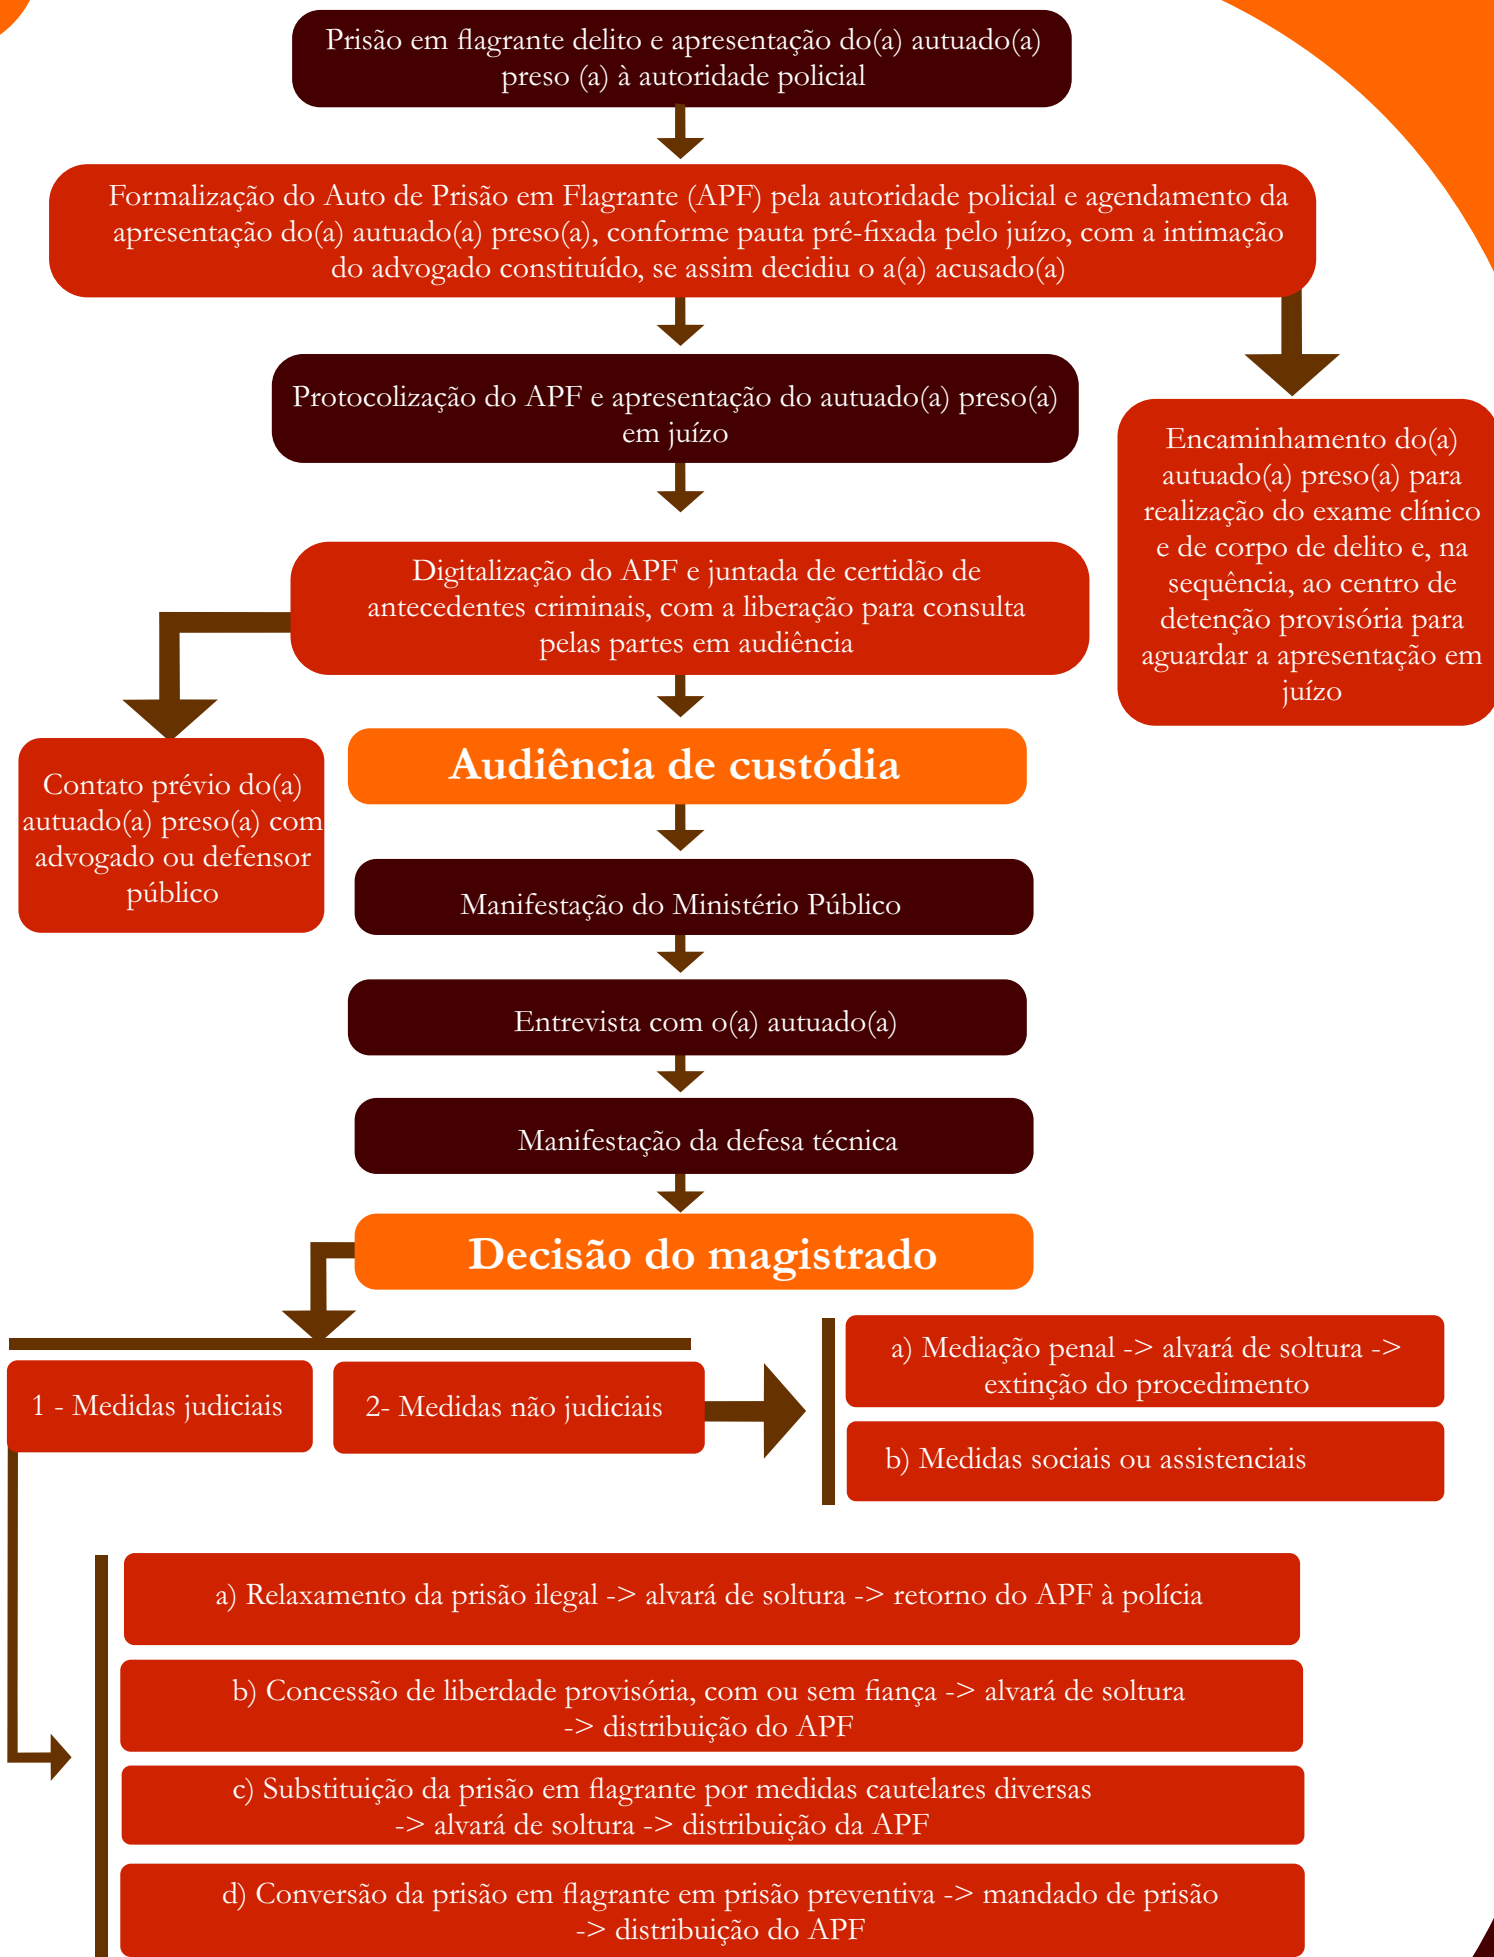 Prisão em flagrante delito e apresentação do(a) autuado(a)
preso (a) à autoridade policial
Formalização do Auto de Prisão em Flagrante (APF) pela autoridade policial e agendamento da
apresentação do(a) autuado(a) preso(a), conforme pauta pré-fixada pelo juízo, com a intimação
do advogado constituído, se assim decidiu o a(a) acusado(a)
Protocolização do APF e apresentação do autuado(a) preso(a)
em juízo
Encaminhamento do(a)
autuado(a) preso(a) para
realização do exame clínico
e de corpo de delito e, na
sequência, ao centro de
detenção provisória para
aguardar a apresentação em
juízo
Digitalização do APF e juntada de certidão de
antecedentes criminais, com a liberação para consulta
pelas partes em audiência
Contato prévio do(a)
autuado(a) preso(a) com
advogado ou defensor
público
Audiência de custódia
Manifestação do Ministério Público
Entrevista com o(a) autuado(a)
Manifestação da defesa técnica
Decisão do magistrado
1 - Medidas judiciais
2- Medidas não judiciais
a) Mediação penal -> alvará de soltura ->
extinção do procedimento
b) Medidas sociais ou assistenciais
a) Relaxamento da prisão ilegal -> alvará de soltura -> retorno do APF à polícia
b) Concessão de liberdade provisória, com ou sem fiança -> alvará de soltura
-> distribuição do APF
c) Substituição da prisão em flagrante por medidas cautelares diversas
-> alvará de soltura -> distribuição da APF
d) Conversão da prisão em flagrante em prisão preventiva -> mandado de prisão
-> distribuição do APF